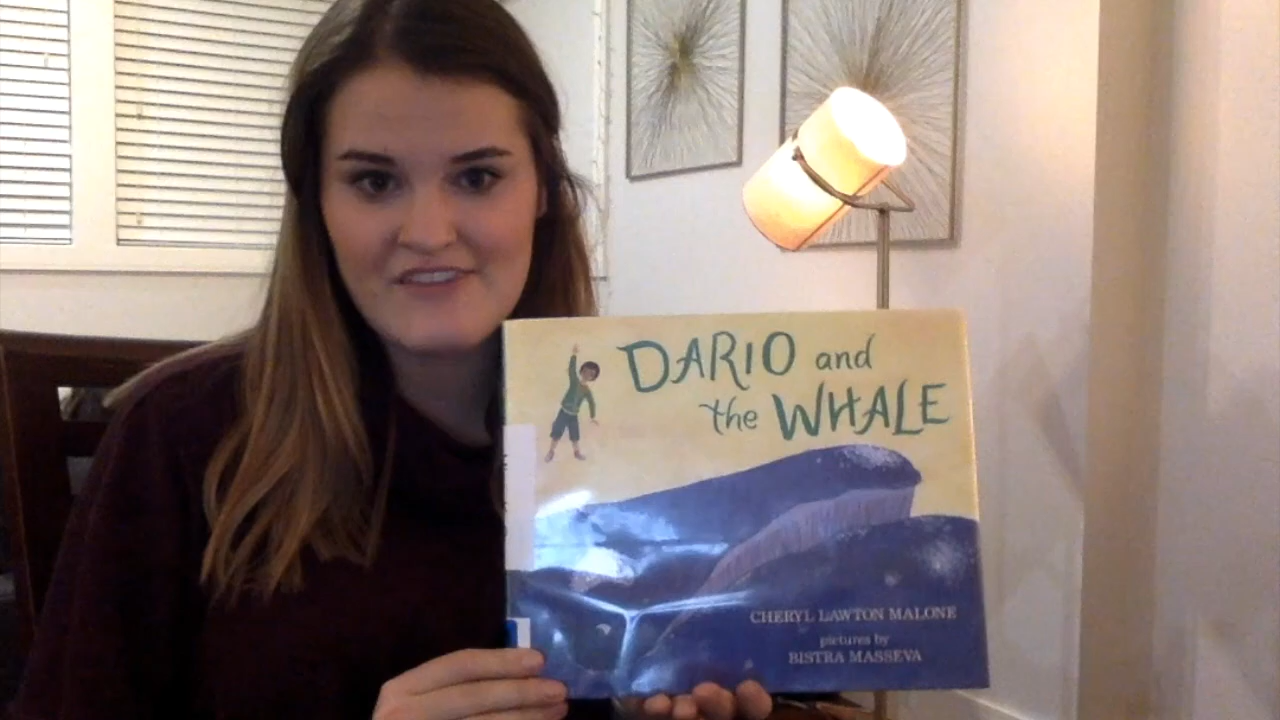 DARIO and
the WHALE
CHERYL LAWTON MALONE
pictures by
BISTRA MASSEVA